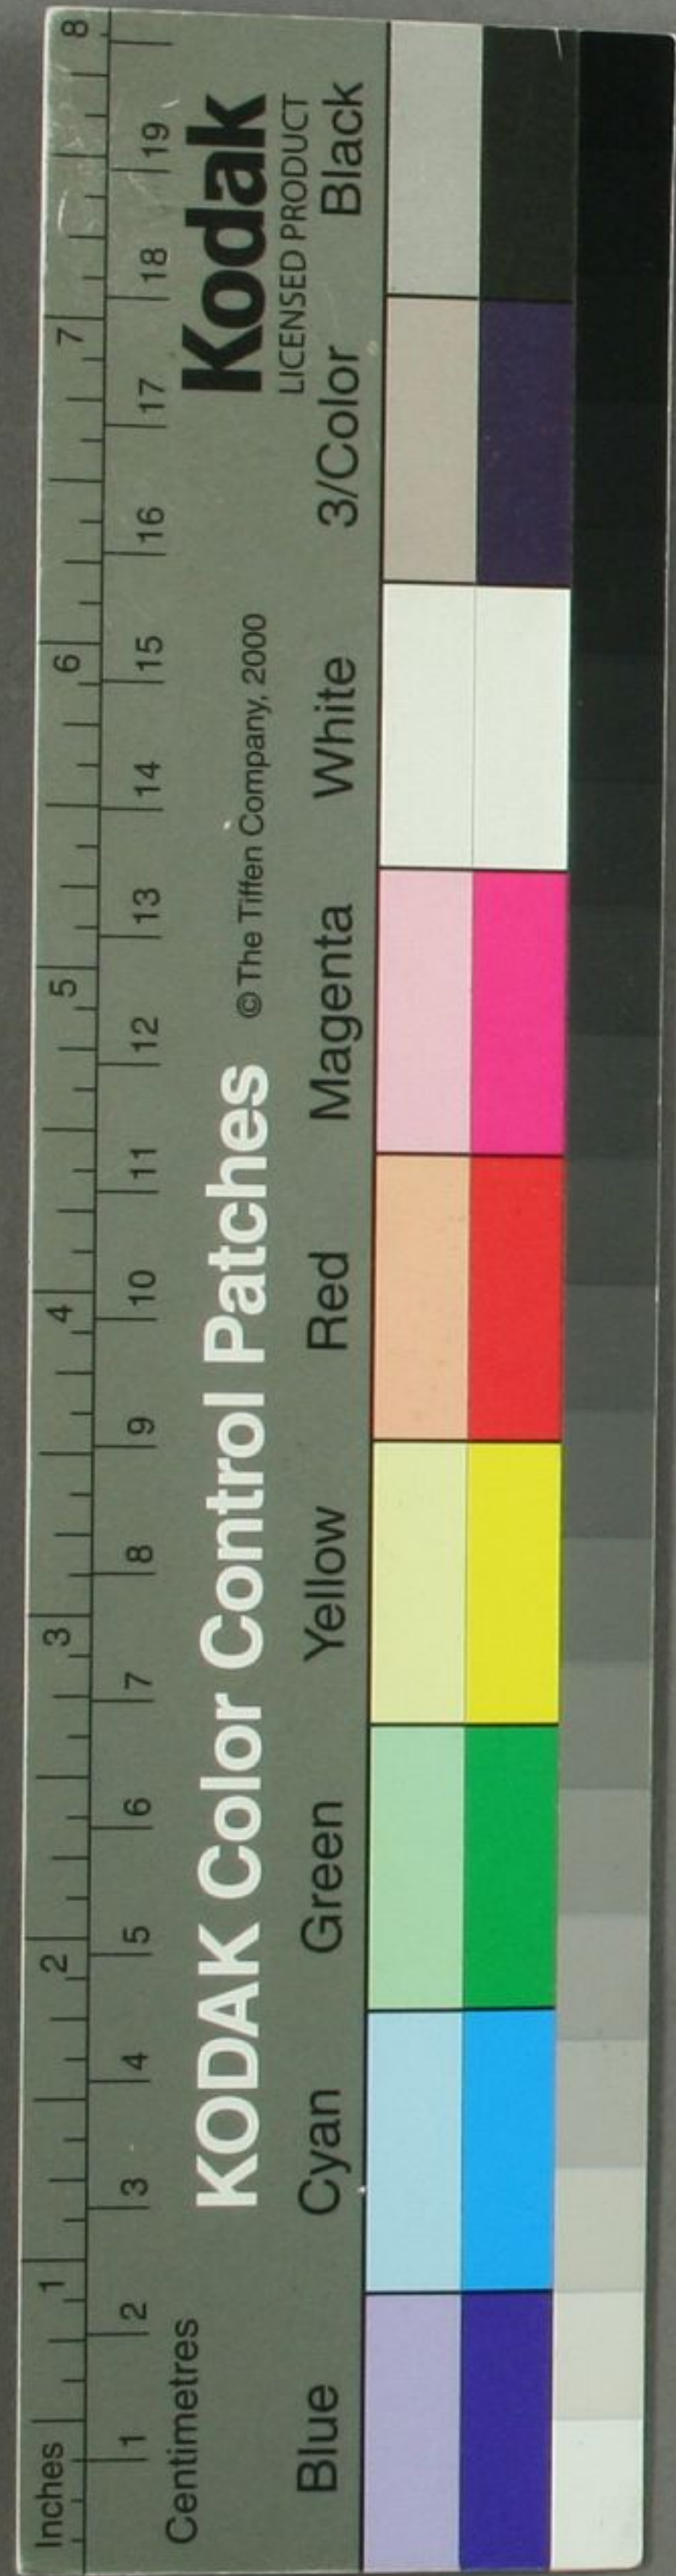 Inches 1 2 3 4 5 6 7 8
1 2 3 4 5 6 7 8 9 10 11 12 13 14 15 16 17 18 19
Centimetres
KODAK Color Control Patches © The Tiffen Company, 2000
Kodak
LICENSED PRODUCT
Blue Cyan Green Yellow Red Magenta White 3/Color Black